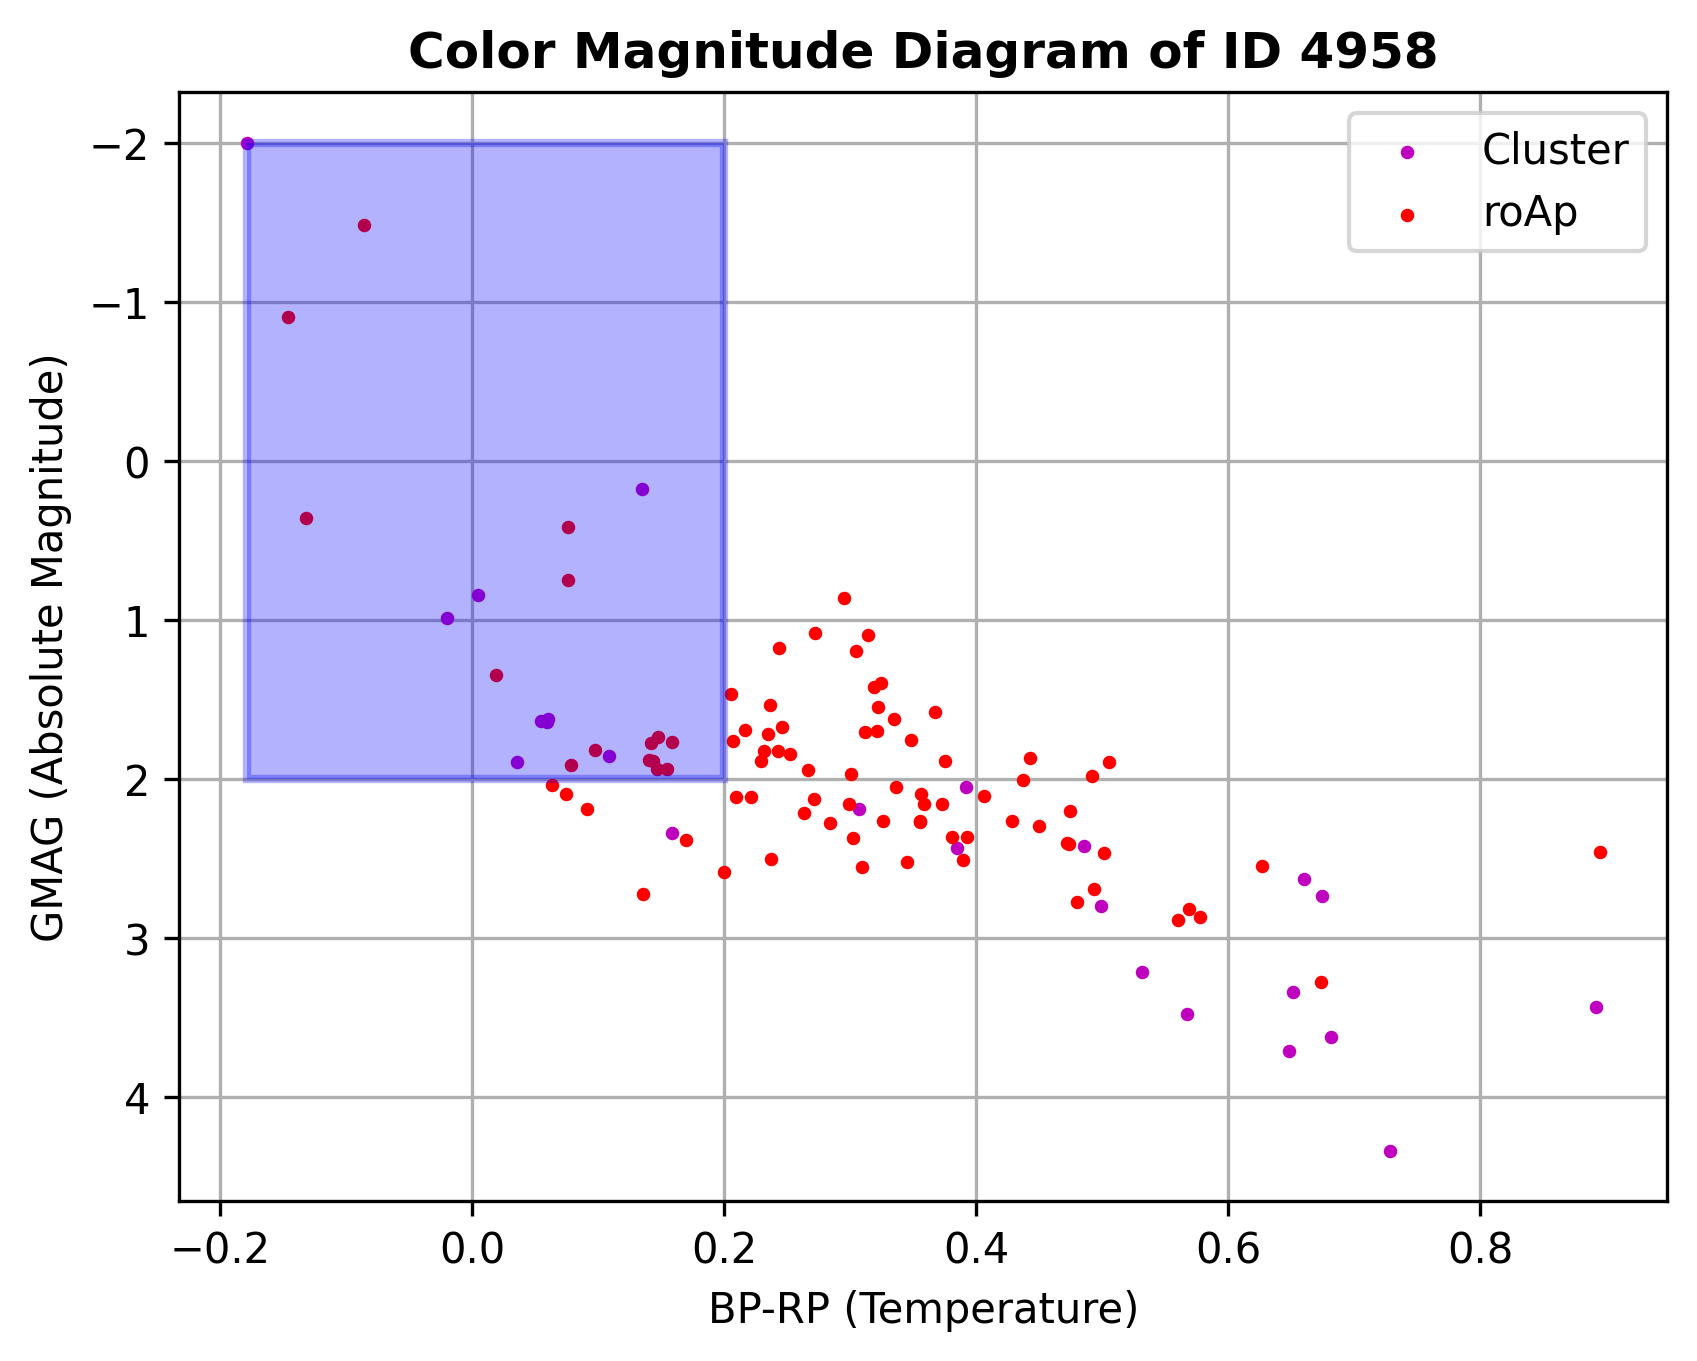 Color Magnitude Diagram of ID 4958
Cluster
roAp
GMAG (Absolute Magnitude)
−2
−1
0
1
2
3
4
−0.2 0.0 0.2 0.4 0.6 0.8
BP-RP (Temperature)